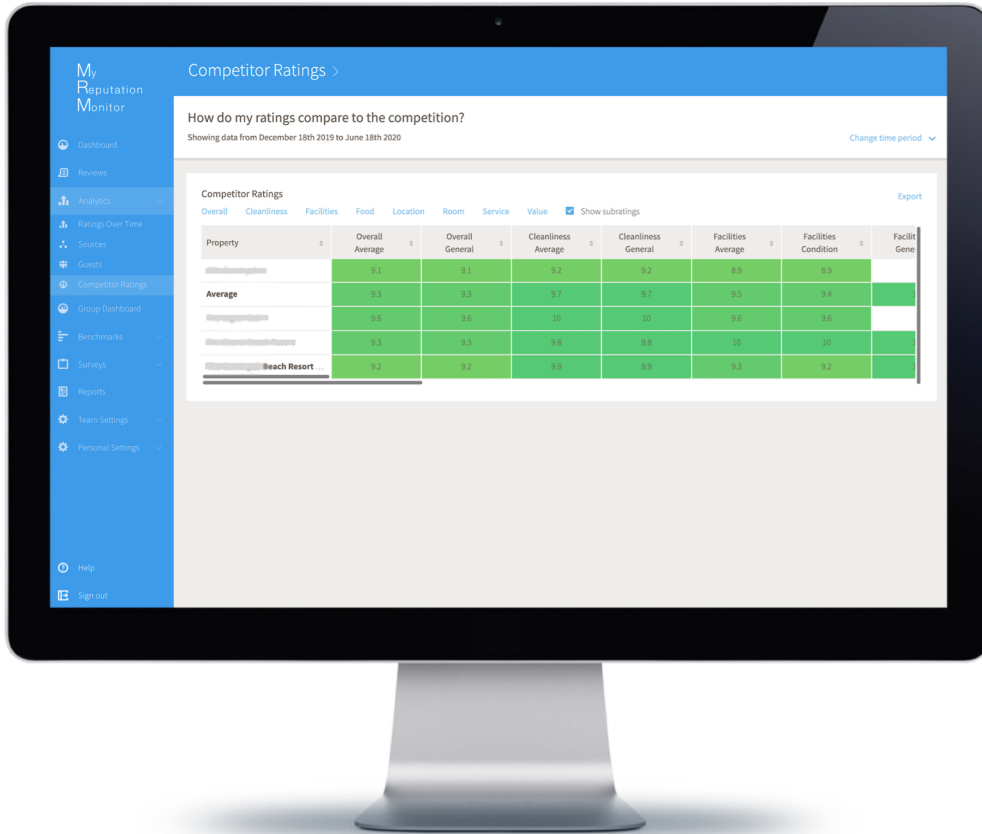 My
Reputation
Monitor
Dashboard
Reviews
Analytics
Ratings Over Time
Sources
Guests
Competitor Ratings
Group Dashboard
Benchmarks
Surveys
Reports
Team Settings
Personal Settings
Help
Sign out
Competitor Ratings >
How do my ratings compare to the competition?
Showing data from December 18th 2019 to June 18th 2020
Change time period
Competitor Ratings
Export
Overall Cleanliness Facilities Food Location Room Service Value Show subratings
Property Overall Average Overall General Cleanliness Average Cleanliness General Facilities Average Facilities Condition Facilit Gene
9.1 9.1 9.2 9.2 8.9 8.9
Average 9.3 9.3 9.7 9.7 9.5 9.4
9.6 9.6 10 10 9.6 9.6
9.3 9.3 9.8 9.8 10 10
Beach Resort ... 9.2 9.2 9.9 9.9 9.3 9.2